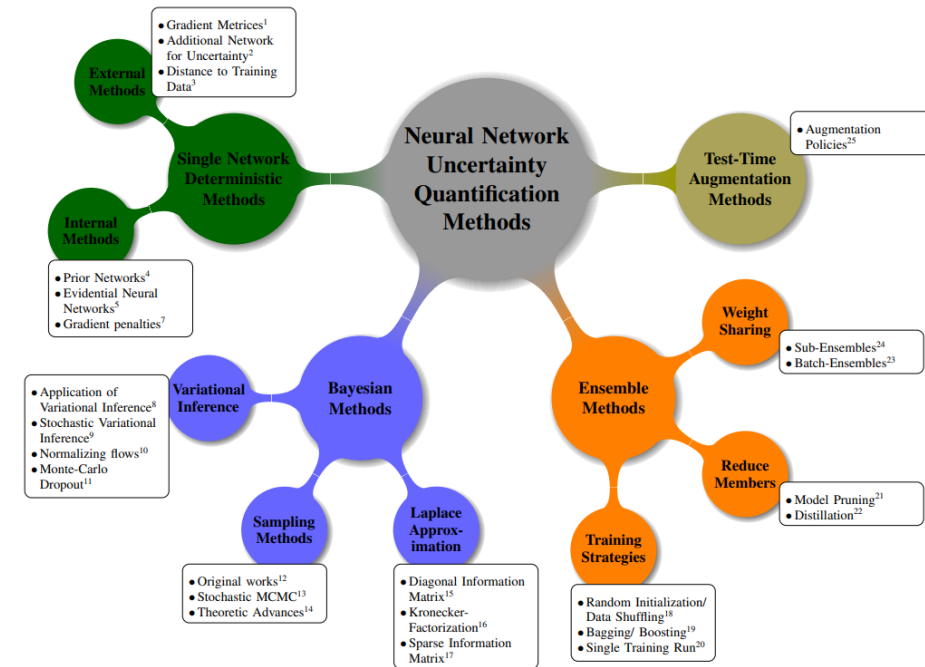 Neural Network
Uncertainty
Quantification
Methods
External
Methods
• Gradient Metrices¹
• Additional Network
for Uncertainty²
• Distance to Training
Data³
Single Network
Deterministic
Methods
Internal
Methods
• Prior Networks⁴
• Evidential Neural
Networks⁵
• Gradient penalties⁷
Test-Time
Augmentation
Methods
• Augmentation
Policies²⁵
Bayesian
Methods
Variational
Inference
• Application of
Variational Inference⁸
• Stochastic Variational
Inference⁹
• Normalizing flows¹⁰
• Monte-Carlo
Dropout¹¹
Sampling
Methods
• Original works¹²
• Stochastic MCMC¹³
• Theoretic Advances¹⁴
Laplace
Approx-
imation
• Diagonal Information
Matrix¹⁵
• Kronecker-
Factorization¹⁶
• Sparse Information
Matrix¹⁷
Ensemble
Methods
Weight
Sharing
• Sub-Ensembles²⁴
• Batch-Ensembles²³
Reduce
Members
• Model Pruning²¹
• Distillation²²
Training
Strategies
• Random Initialization/
Data Shuffling¹⁸
• Bagging/ Boosting¹⁹
• Single Training Run²⁰